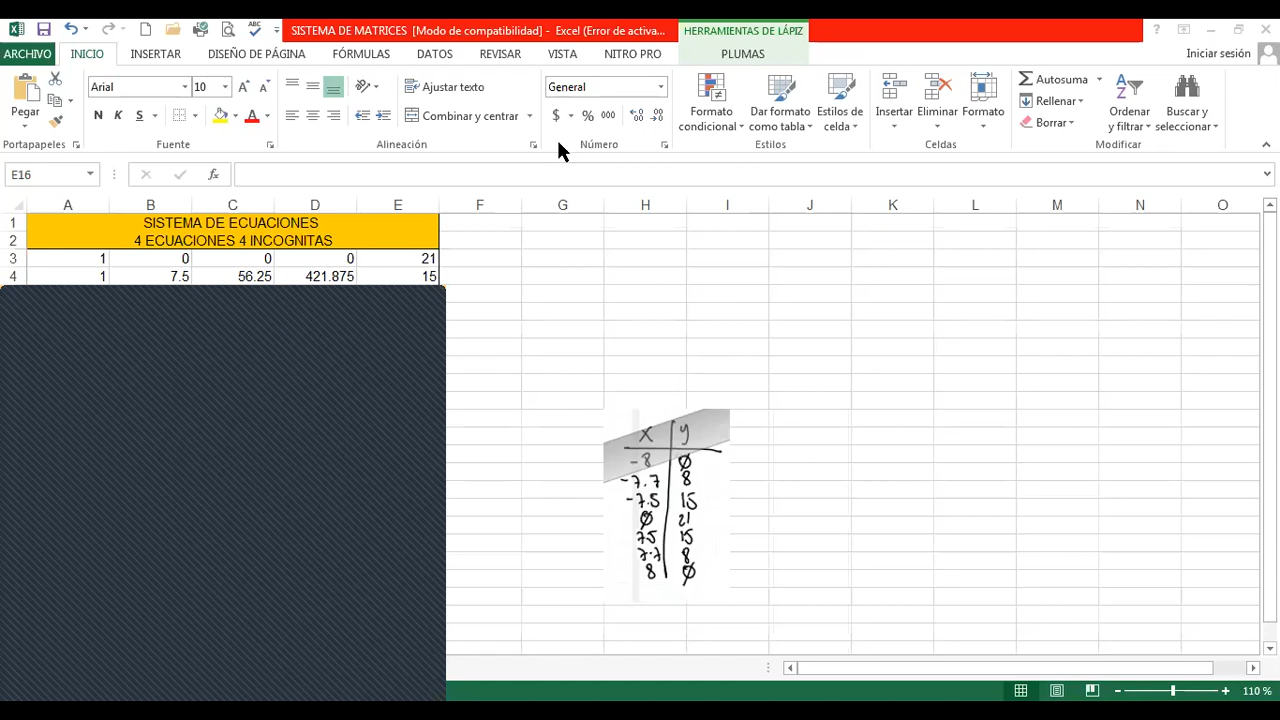 SISTEMA DE MATRICES [Modo de compatibilidad] - Excel (Error de activa...
HERRAMIENTAS DE LÁPIZ
ARCHIVO INICIO INSERTAR DISEÑO DE PÁGINA FÓRMULAS DATOS REVISAR VISTA NITRO PRO PLUMAS Iniciar sesión
Pegar
Arial 10
N K S
Ajustar texto
Combinar y centrar
General
$ % 000
Formato condicional
Dar formato como tabla
Estilos de celda
Insertar Eliminar Formato
Autosuma
Rellenar
Borrar
Ordenar y filtrar
Buscar y seleccionar
Portapapeles Fuente Alineación Número Estilos Celdas Modificar
E16 fx
A B C D E F G H I J K L M N O
1 SISTEMA DE ECUACIONES
2 4 ECUACIONES 4 INCOGNITAS
3 1 0 0 0 21
4 1 7.5 56.25 421.875 15
x y
-8 0
-7.7 8
-7.5 15
0 21
7.5 15
7.7 8
8 0
110 %